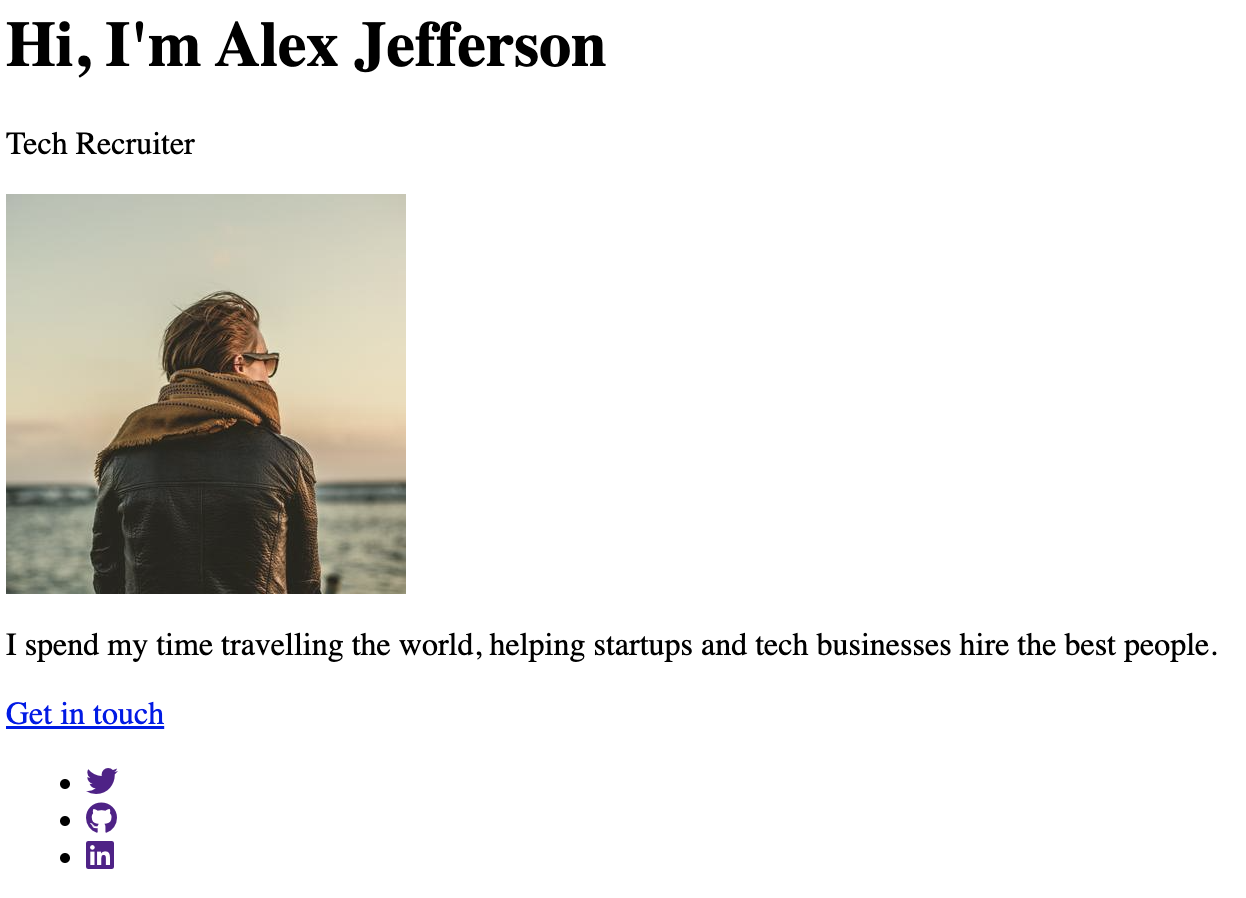 Hi, I'm Alex Jefferson
Tech Recruiter
I spend my time travelling the world, helping startups and tech businesses hire the best people.
Get in touch
in